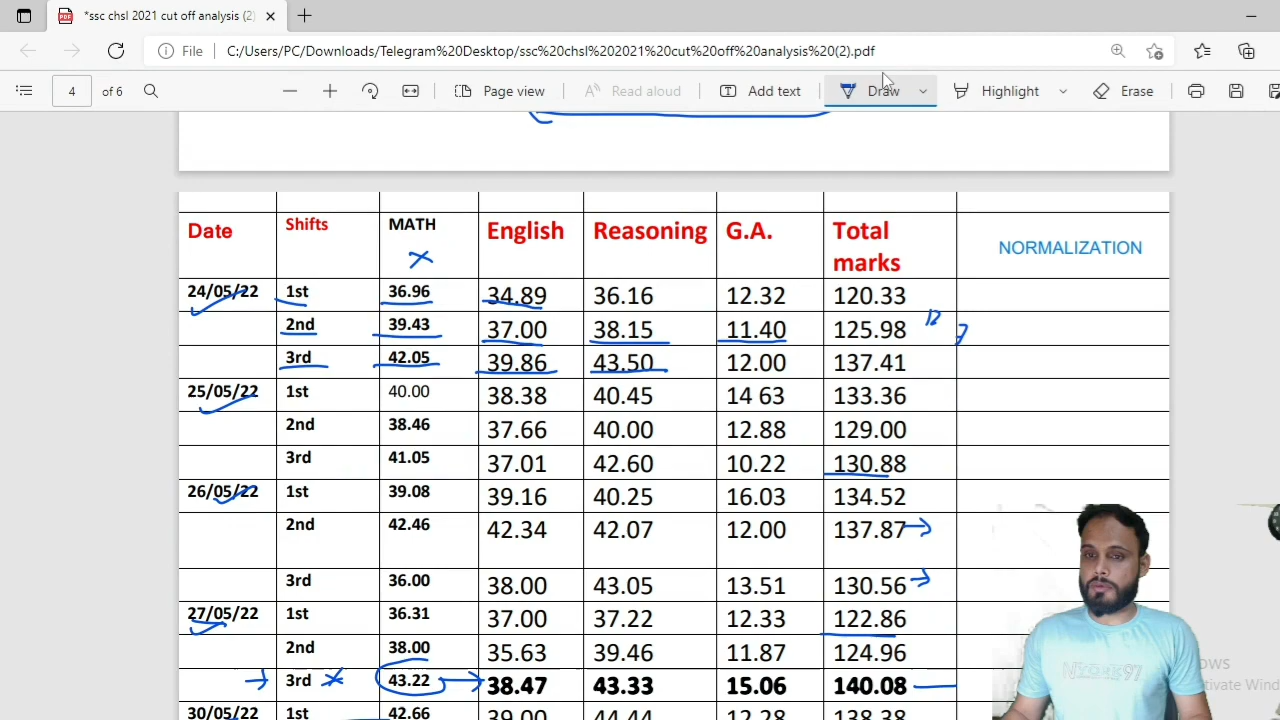 *ssc chsl 2021 cut off analysis (2)
File C:/Users/PC/Downloads/Telegram%20Desktop/ssc%20chsl%202021%20cut%20off%20analysis%20(2).pdf
4 of 6 Page view Read aloud Add text Draw Highlight Erase
Date Shifts MATH English Reasoning G.A. Total marks NORMALIZATION
24/05/22 1st 36.96 34.89 36.16 12.32 120.33
2nd 39.43 37.00 38.15 11.40 125.98
3rd 42.05 39.86 43.50 12.00 137.41
25/05/22 1st 40.00 38.38 40.45 14 63 133.36
2nd 38.46 37.66 40.00 12.88 129.00
3rd 41.05 37.01 42.60 10.22 130.88
26/05/22 1st 39.08 39.16 40.25 16.03 134.52
2nd 42.46 42.34 42.07 12.00 137.87
3rd 36.00 38.00 43.05 13.51 130.56
27/05/22 1st 36.31 37.00 37.22 12.33 122.86
2nd 38.00 35.63 39.46 11.87 124.96
3rd 43.22 38.47 43.33 15.06 140.08
30/05/22 1st 42.66 39.00 44.44 12.28 138.38